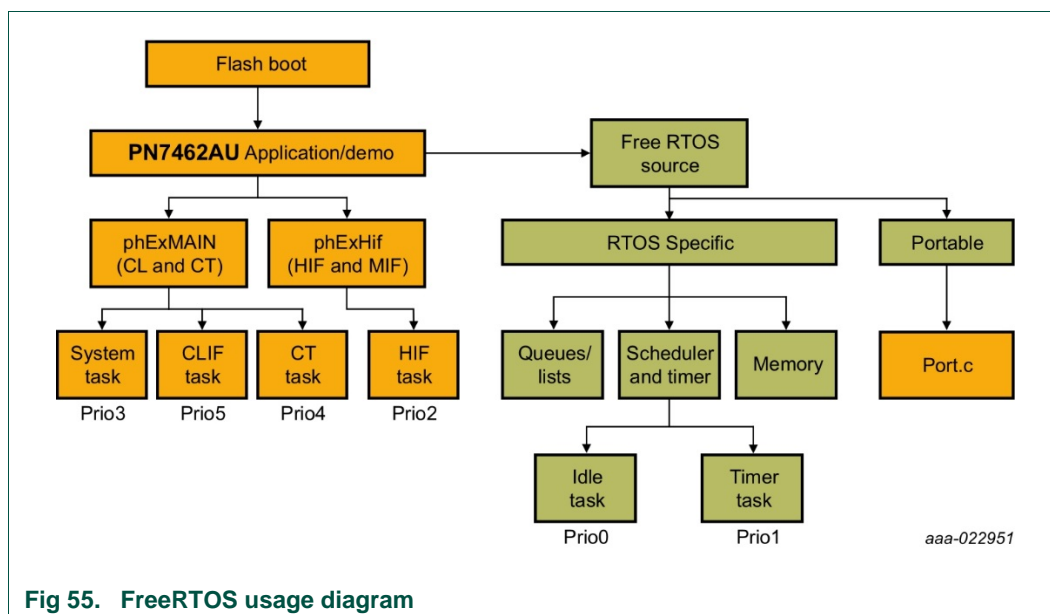 Flash boot
PN7462AU Application/demo
Free RTOS
source
phExMAIN
(CL and CT)
phExHif
(HIF and MIF)
RTOS Specific
Portable
System
task
CLIF
task
CT
task
HIF
task
Queues/
lists
Scheduler
and timer
Memory
Port.c
Prio3
Prio5
Prio4
Prio2
Idle
task
Timer
task
Prio0
Prio1
aaa-022951
Fig 55. FreeRTOS usage diagram